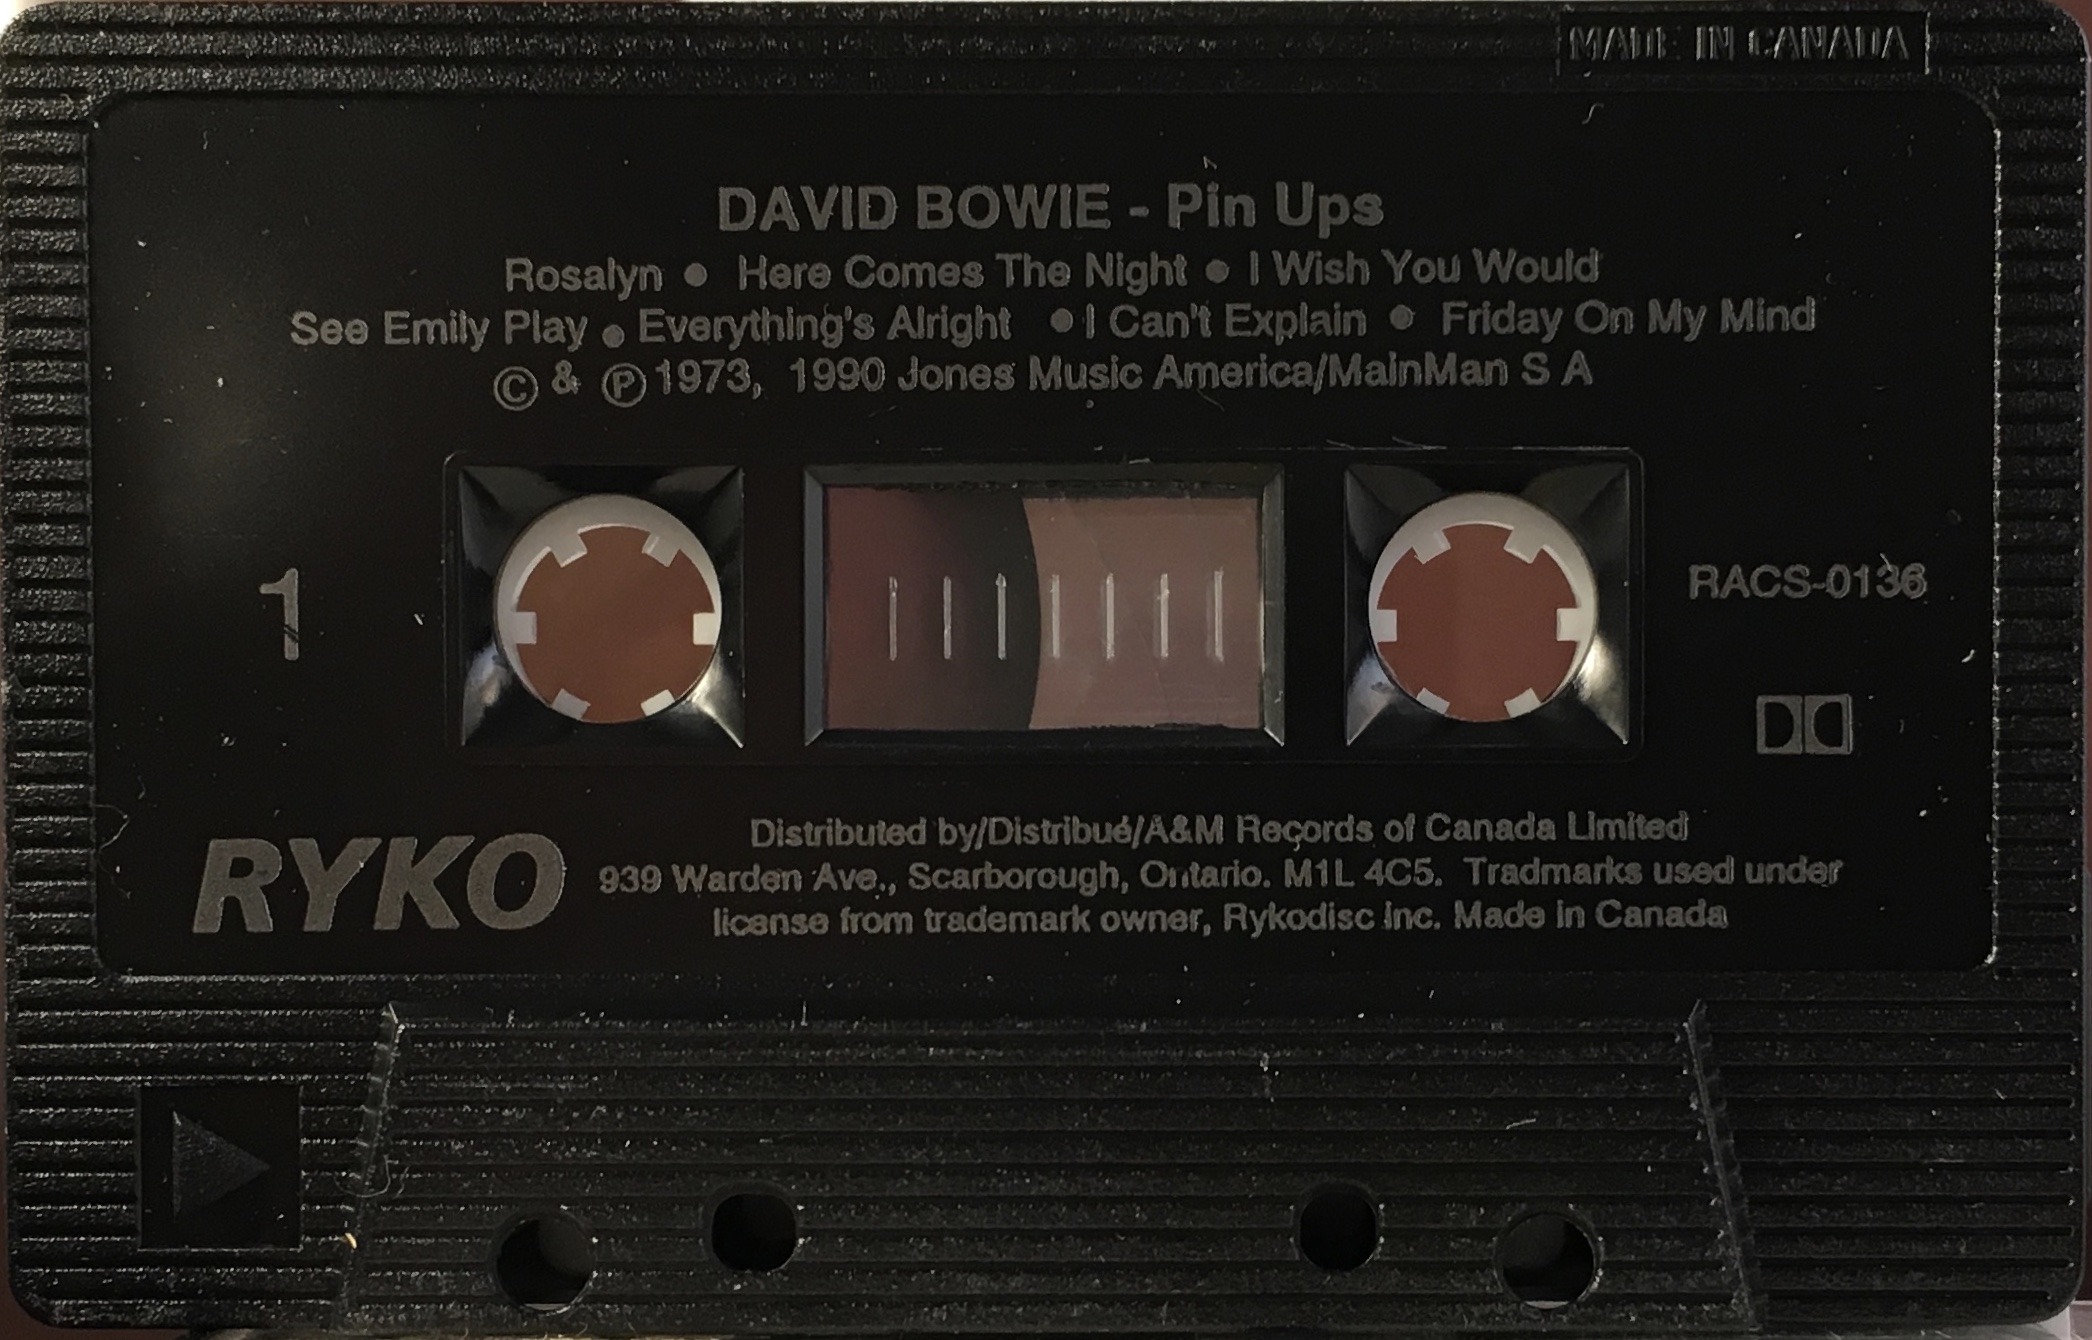 MADE IN CANADA
DAVID BOWIE - Pin Ups
Rosalyn ● Here Comes The Night ● I Wish You Would
See Emily Play ● Everything's Alright ● I Can't Explain ● Friday On My Mind
© & ℗ 1973, 1990 Jones Music America/MainMan S A
1
RACS-0136
RYKO
Distributed by/Distribué/A&M Records of Canada Limited
939 Warden Ave., Scarborough, Ontario. M1L 4C5. Tradmarks used under
license from trademark owner, Rykodisc Inc. Made in Canada